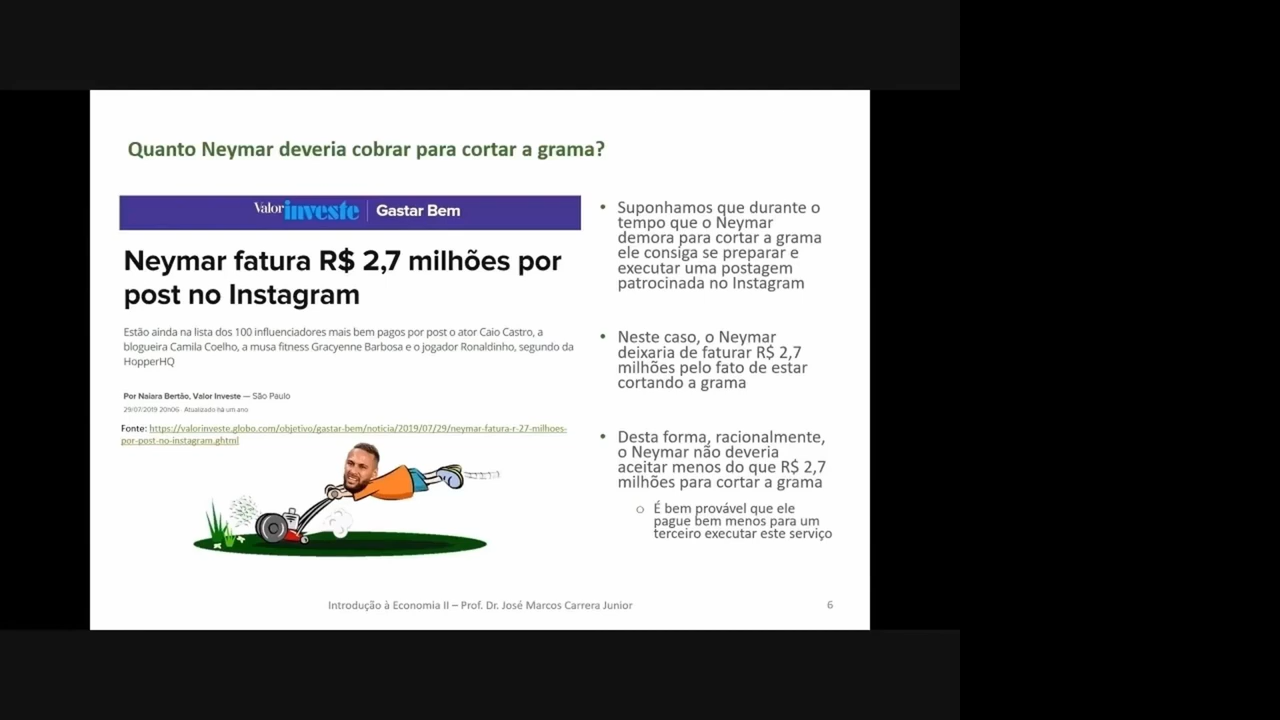 Quanto Neymar deveria cobrar para cortar a grama?
Valor investe | Gastar Bem
Neymar fatura R$ 2,7 milhões por
post no Instagram
Estão ainda na lista dos 100 influenciadores mais bem pagos por post o ator Caio Castro, a
blogueira Camila Coelho, a musa fitness Gracyenne Barbosa e o jogador Ronaldinho, segundo da
HopperHQ
Por Naiara Bertão, Valor Investe — São Paulo
29/07/2019 20h06 · Atualizado há um ano
Fonte: https://valorinveste.globo.com/objetivo/gastar-bem/noticia/2019/07/29/neymar-fatura-r-27-milhoes-
por-post-no-instagram.ghtml
• Suponhamos que durante o
tempo que o Neymar
demora para cortar a grama
ele consiga se preparar e
executar uma postagem
patrocinada no Instagram
• Neste caso, o Neymar
deixaria de faturar R$ 2,7
milhões pelo fato de estar
cortando a grama
• Desta forma, racionalmente,
o Neymar não deveria
aceitar menos do que R$ 2,7
milhões para cortar a grama
o É bem provável que ele
pague bem menos para um
terceiro executar este serviço
Introdução à Economia II – Prof. Dr. José Marcos Carrera Junior
6